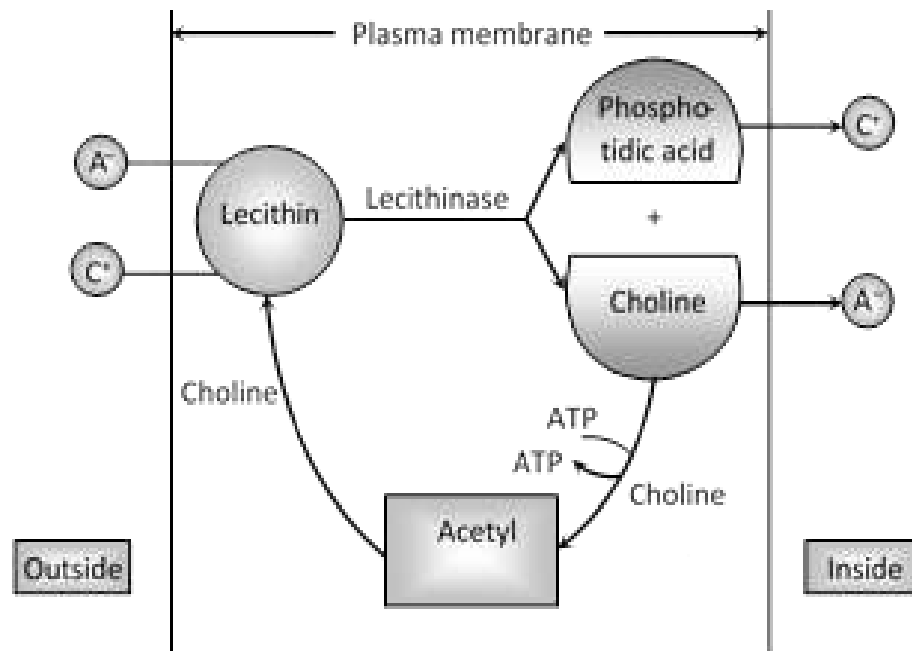 Plasma membrane
Phospho-
tidic acid
C⁺
A⁻
Lecithin
Lecithinase
+
C⁺
Choline
A⁻
Choline
ATP
ATP
Choline
Acetyl
Outside
Inside